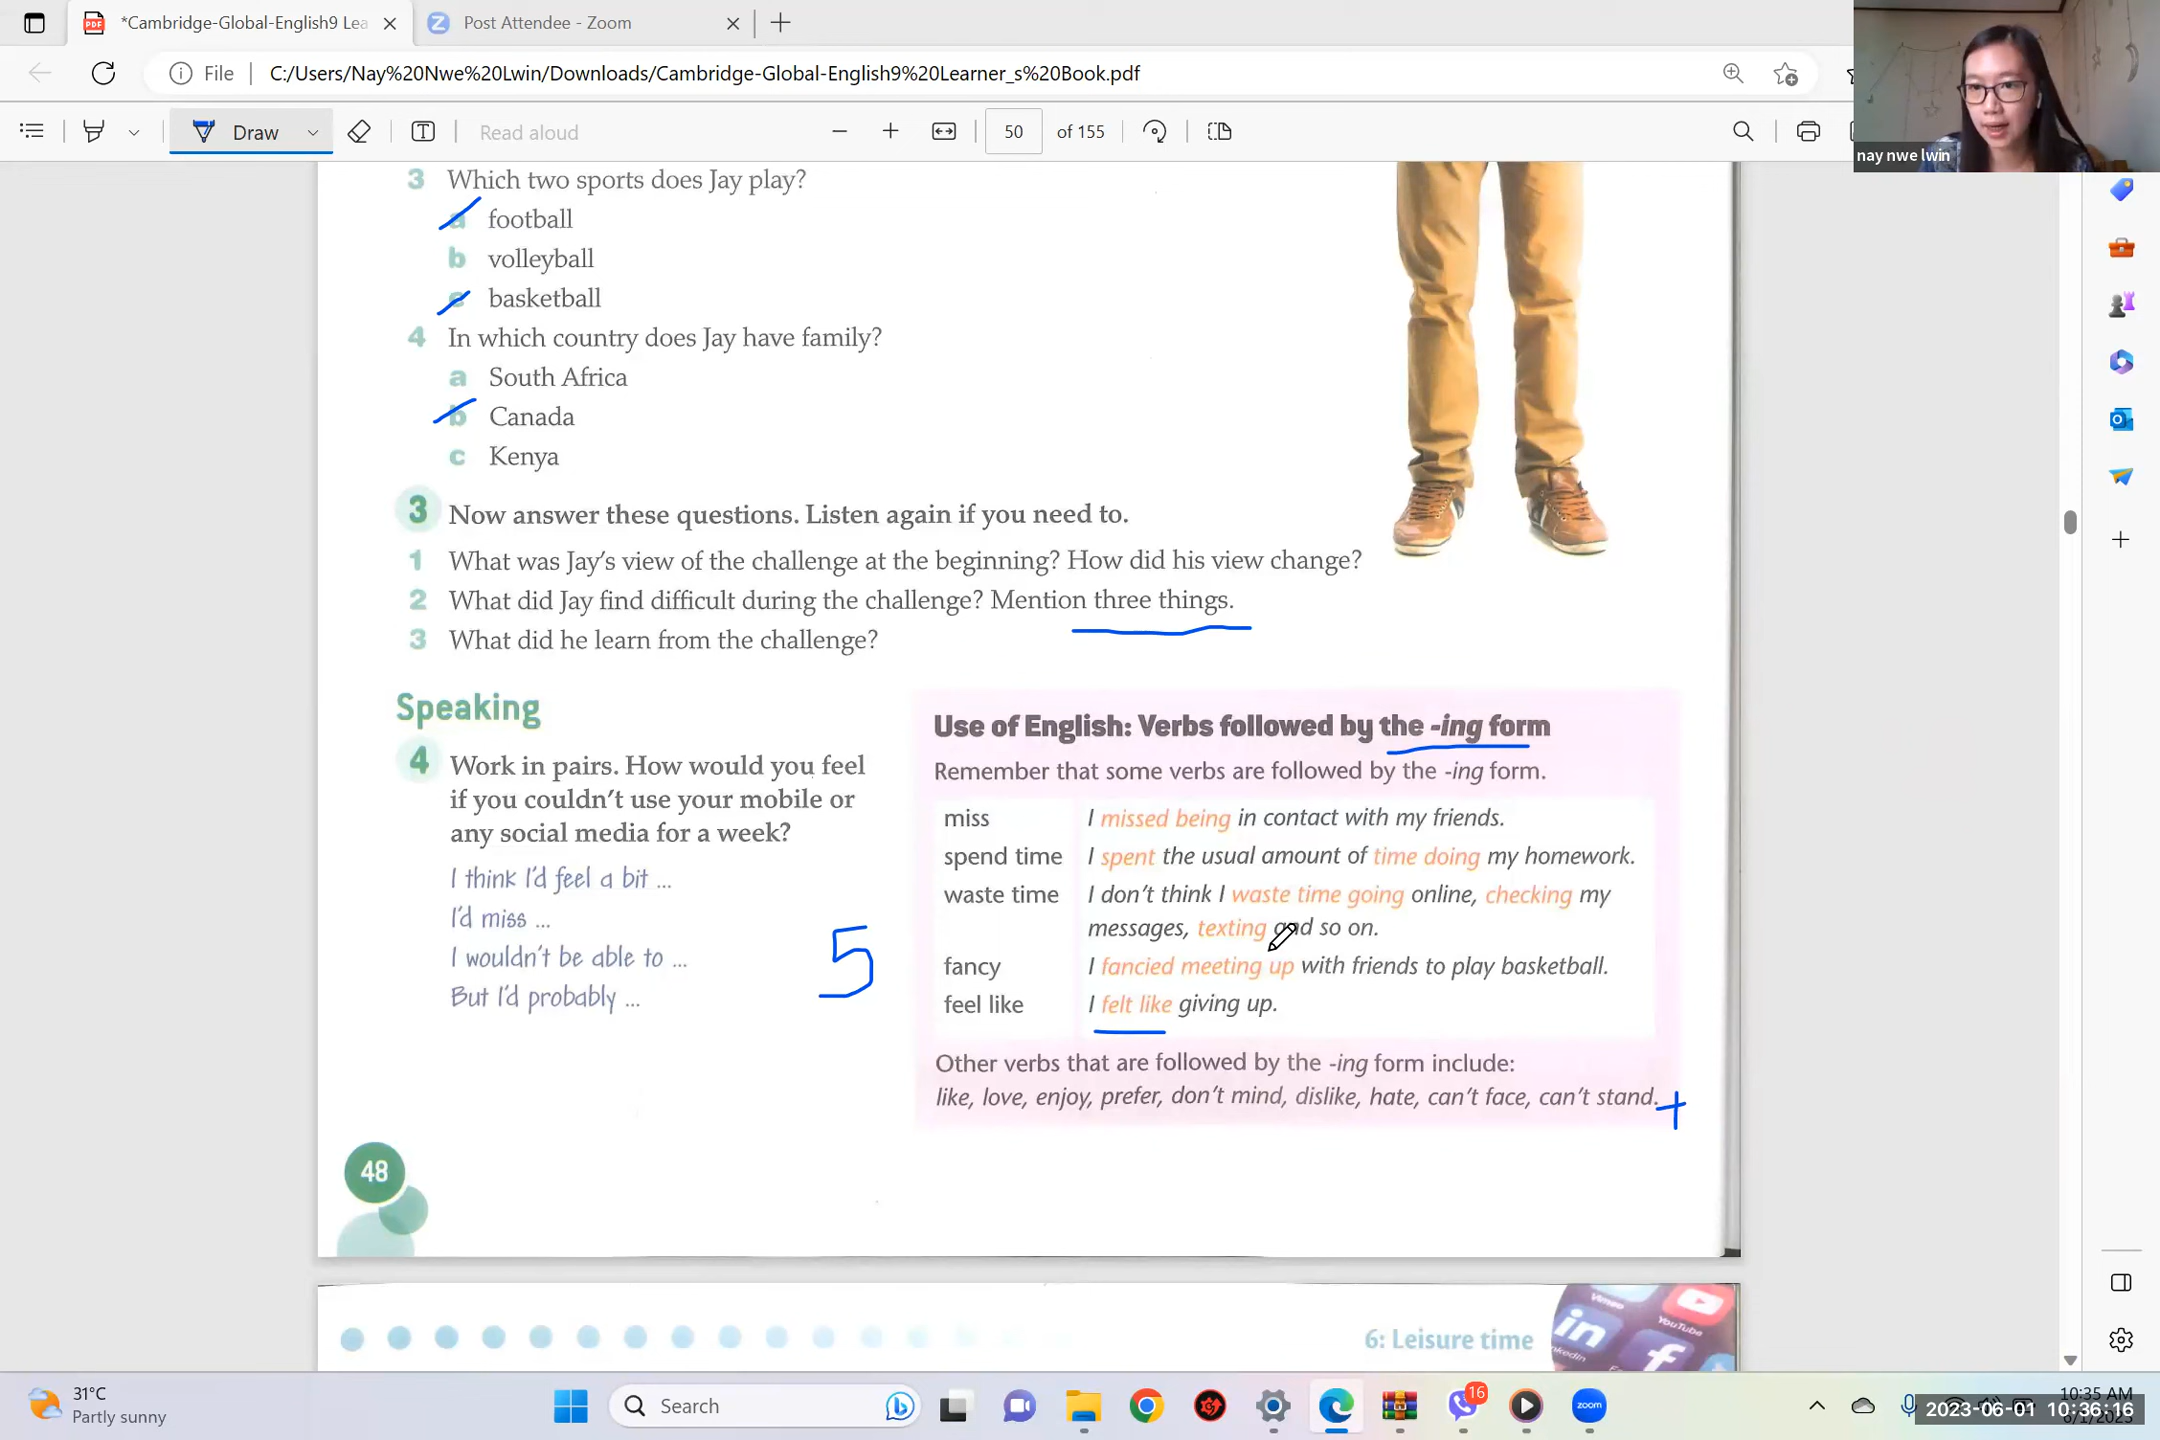 *Cambridge-Global-English9 Lea
Post Attendee - Zoom
File
C:/Users/Nay%20Nwe%20Lwin/Downloads/Cambridge-Global-English9%20Learner_s%20Book.pdf
Draw
Read aloud
50
of 155
nay nwe lwin
3 Which two sports does Jay play?
a football
b volleyball
c basketball
4 In which country does Jay have family?
a South Africa
b Canada
c Kenya
3 Now answer these questions. Listen again if you need to.
1 What was Jay's view of the challenge at the beginning? How did his view change?
2 What did Jay find difficult during the challenge? Mention three things.
3 What did he learn from the challenge?
Speaking
4 Work in pairs. How would you feel
if you couldn't use your mobile or
any social media for a week?
I think I'd feel a bit ...
I'd miss ...
I wouldn't be able to ...
But I'd probably ...
5
Use of English: Verbs followed by the -ing form
Remember that some verbs are followed by the -ing form.
miss I missed being in contact with my friends.
spend time I spent the usual amount of time doing my homework.
waste time I don't think I waste time going online, checking my
messages, texting and so on.
fancy I fancied meeting up with friends to play basketball.
feel like I felt like giving up.
Other verbs that are followed by the -ing form include:
like, love, enjoy, prefer, don't mind, dislike, hate, can't face, can't stand.
+
48
6: Leisure time
Vimeo
YouTube
in
f
31°C
Partly sunny
Search
16
zoom
10:35 AM
2023-06-01 10:36:16